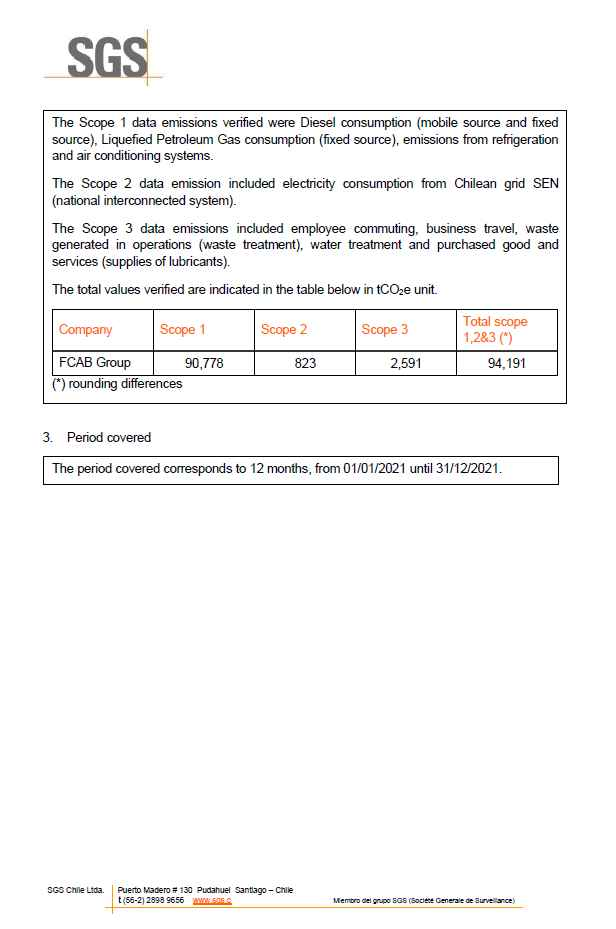 SGS
The Scope 1 data emissions verified were Diesel consumption (mobile source and fixed
source), Liquefied Petroleum Gas consumption (fixed source), emissions from refrigeration
and air conditioning systems.
The Scope 2 data emission included electricity consumption from Chilean grid SEN
(national interconnected system).
The Scope 3 data emissions included employee commuting, business travel, waste
generated in operations (waste treatment), water treatment and purchased good and
services (supplies of lubricants).
The total values verified are indicated in the table below in tCO₂e unit.
Company Scope 1 Scope 2 Scope 3 Total scope
1,2&3 (*)
FCAB Group 90,778 823 2,591 94,191
(*) rounding differences
3. Period covered
The period covered corresponds to 12 months, from 01/01/2021 until 31/12/2021.
SGS Chile Ltda. Puerto Madero # 130 Pudahuel Santiago – Chile
t (56-2) 2898 9656 www.sgs.c Miembro del grupo SGS (Société Generale de Surveillance)